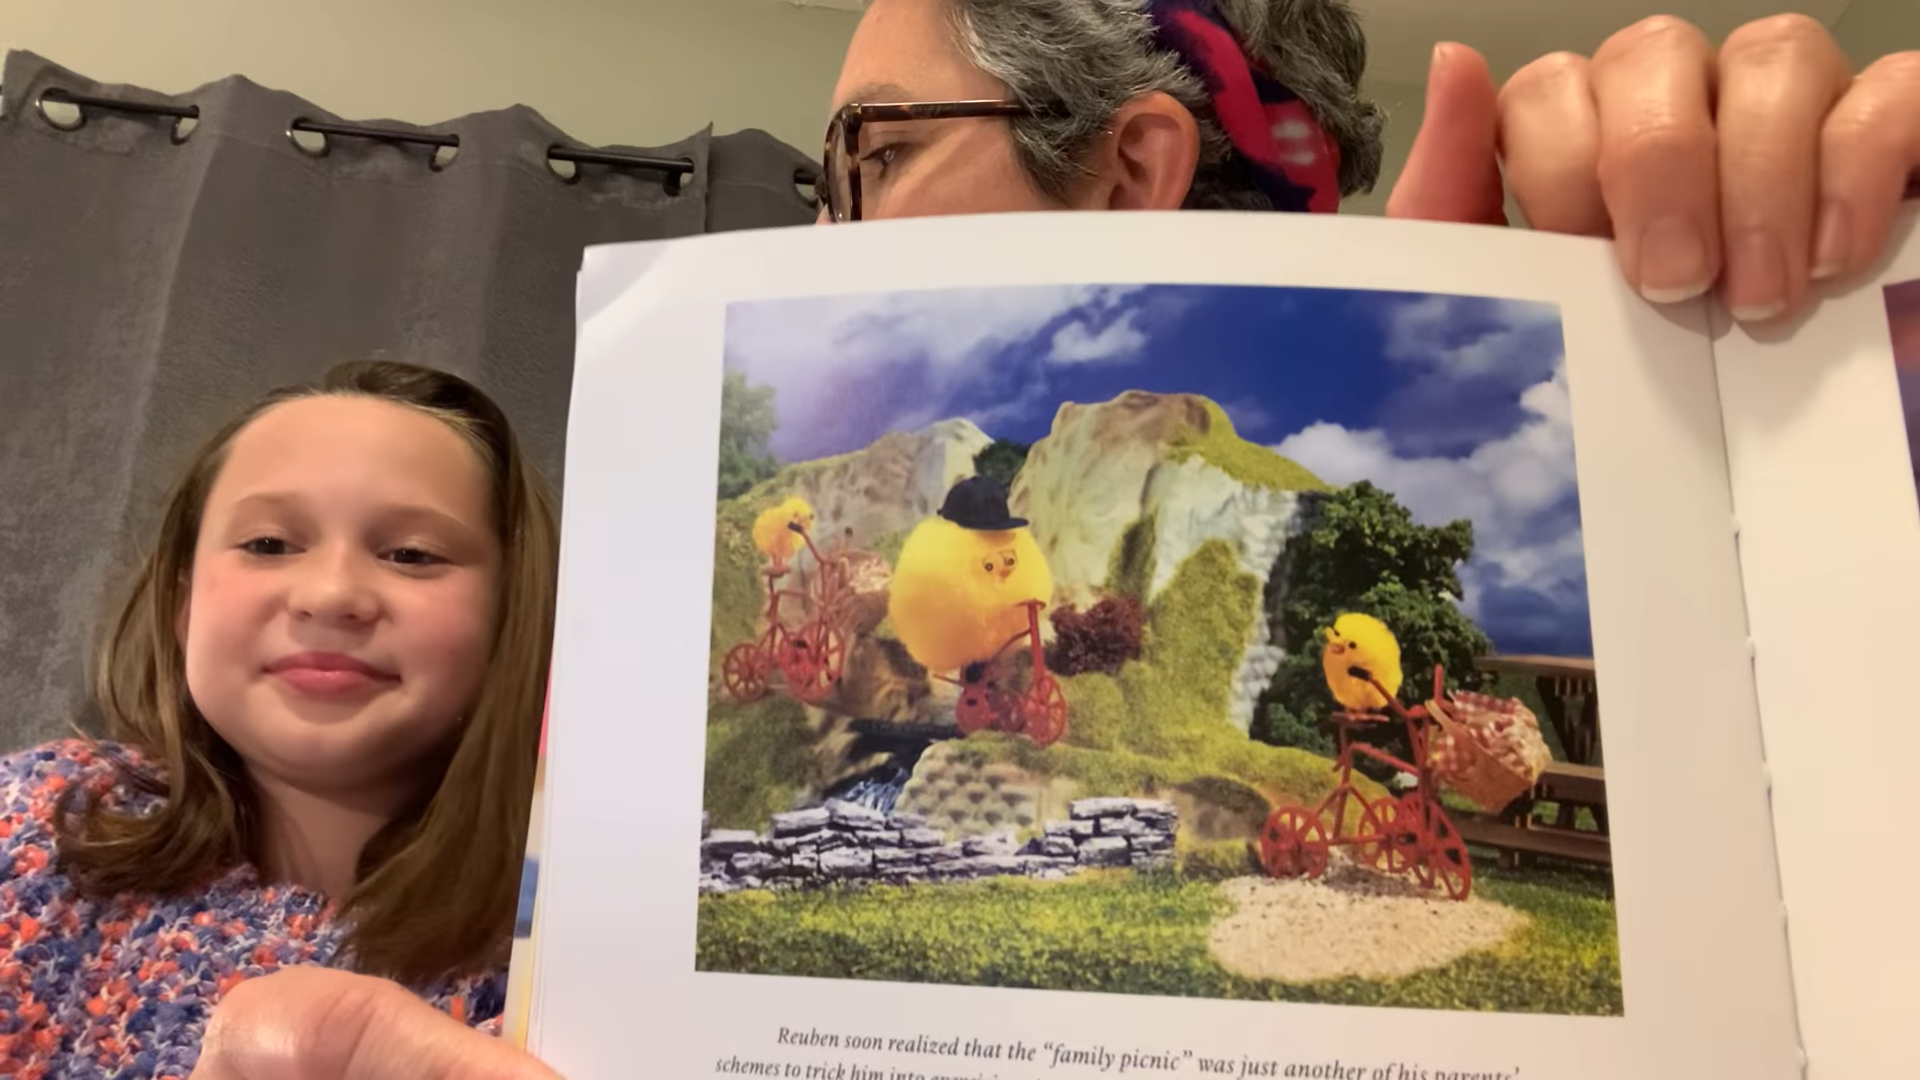 Reuben soon realized that the “family picnic” was just another of his parents’
schemes to trick him into